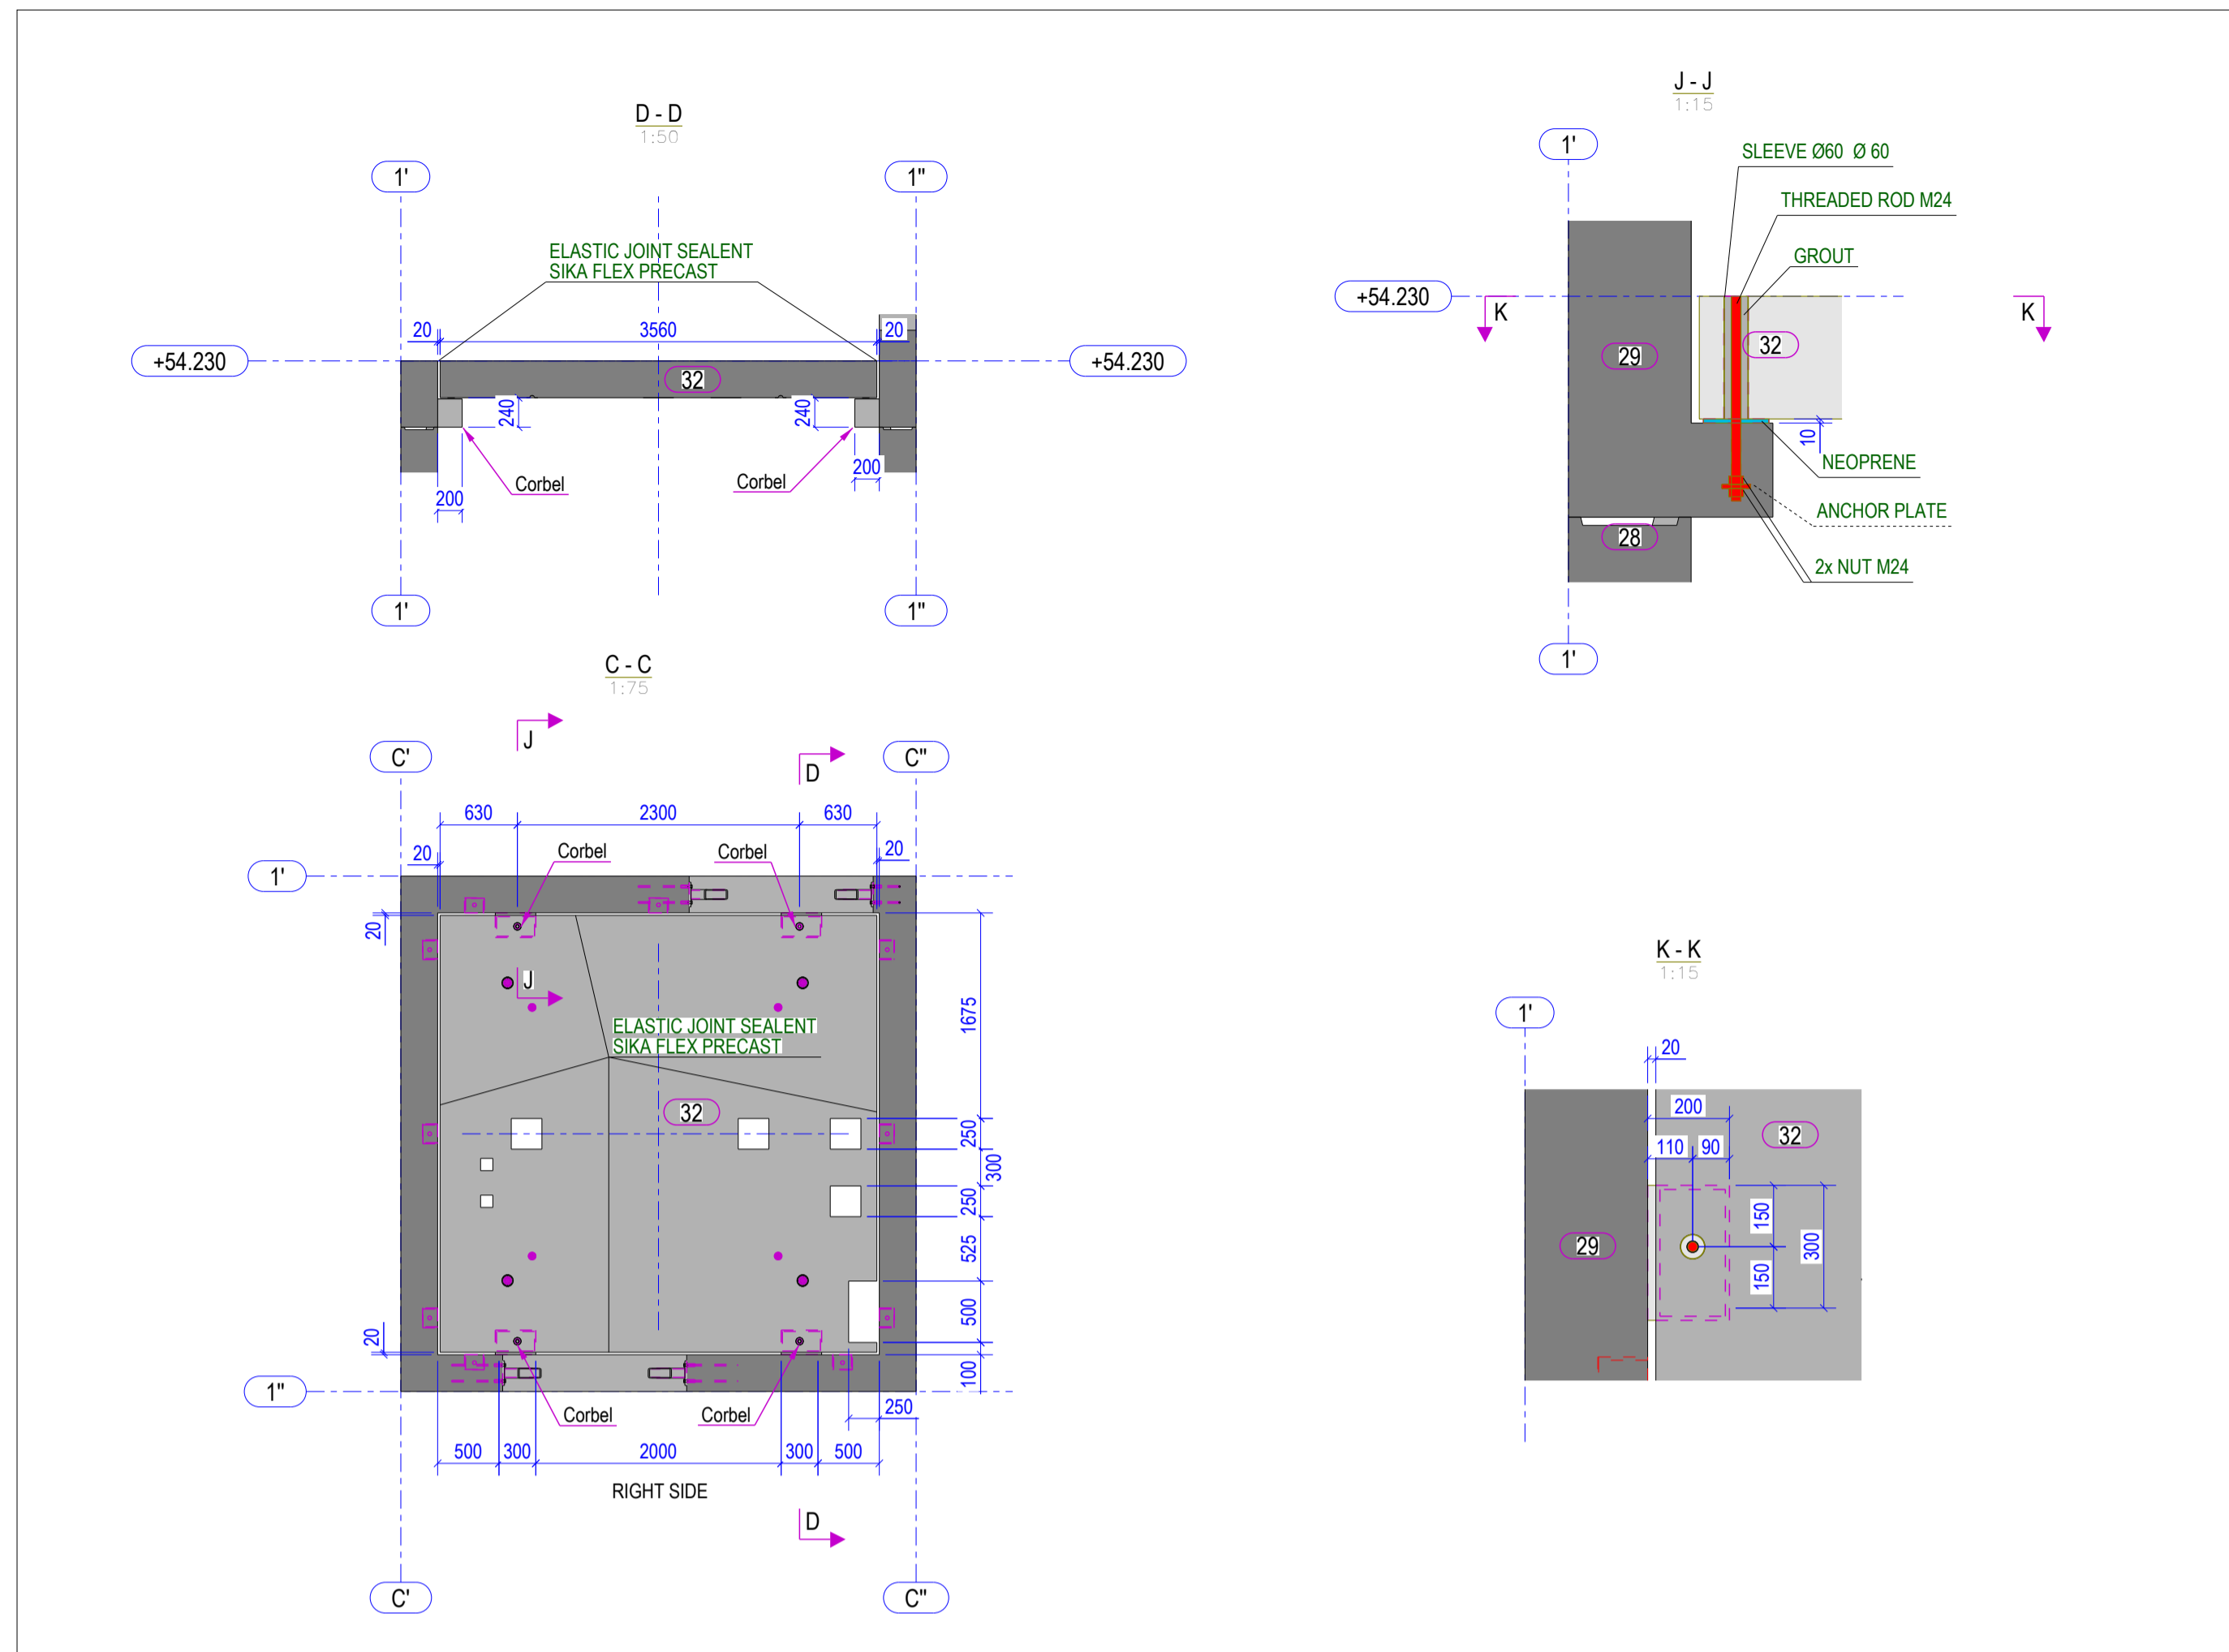 D - D
1:50
1'
1"
ELASTIC JOINT SEALENT
SIKA FLEX PRECAST
20
3560
20
+54.230
+54.230
32
240
240
Corbel
Corbel
200
200
1'
1"
C - C
1:75
J
D
C'
C"
630
2300
630
20
Corbel
Corbel
20
1'
20
J
1675
ELASTIC JOINT SEALENT
SIKA FLEX PRECAST
32
250
300
250
525
500
20
100
1"
Corbel
Corbel
250
500
300
2000
300
500
RIGHT SIDE
D
C'
C"
J - J
1:15
1'
SLEEVE Ø60 Ø 60
THREADED ROD M24
GROUT
+54.230
K
K
29
32
10
NEOPRENE
ANCHOR PLATE
28
2x NUT M24
1'
K - K
1:15
1'
20
200
32
110
90
150
29
300
150